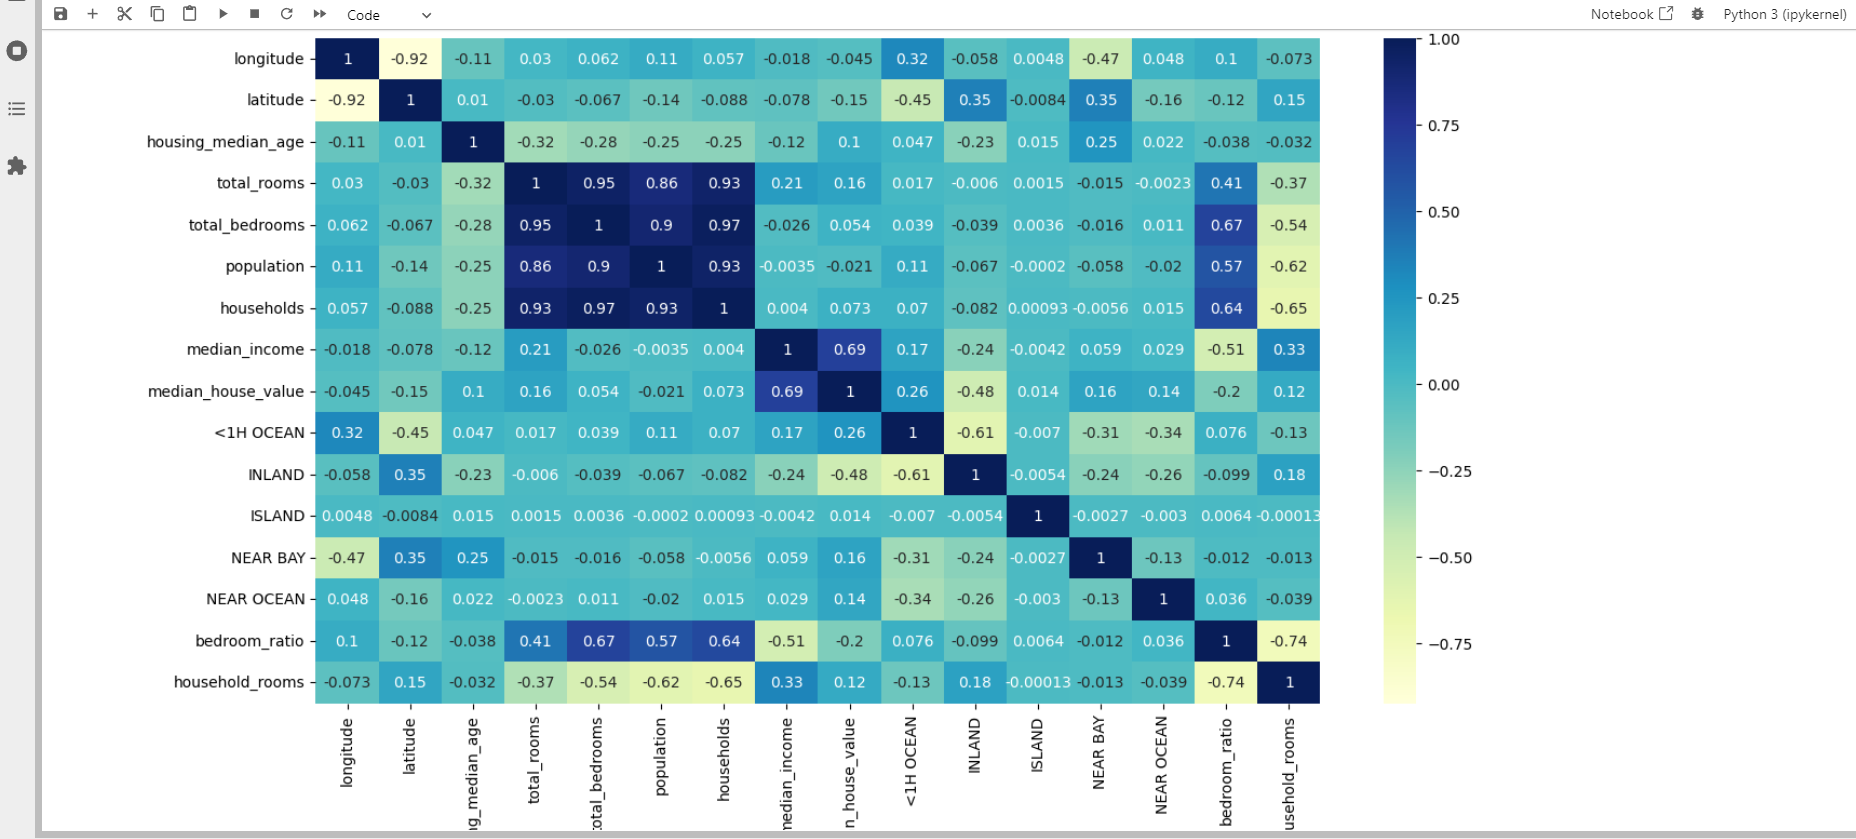 Code
Notebook
Python 3 (ipykernel)
longitude 1 -0.92 -0.11 0.03 0.062 0.11 0.057 -0.018 -0.045 0.32 -0.058 0.0048 -0.47 0.048 0.1 -0.073
latitude -0.92 1 0.01 -0.03 -0.067 -0.14 -0.088 -0.078 -0.15 -0.45 0.35 -0.0084 0.35 -0.16 -0.12 0.15
housing_median_age -0.11 0.01 1 -0.32 -0.28 -0.25 -0.25 -0.12 0.1 0.047 -0.23 0.015 0.25 0.022 -0.038 -0.032
total_rooms 0.03 -0.03 -0.32 1 0.95 0.86 0.93 0.21 0.16 0.017 -0.006 0.0015 -0.015 -0.0023 0.41 -0.37
total_bedrooms 0.062 -0.067 -0.28 0.95 1 0.9 0.97 -0.026 0.054 0.039 -0.039 0.0036 -0.016 0.011 0.67 -0.54
population 0.11 -0.14 -0.25 0.86 0.9 1 0.93 -0.0035 -0.021 0.11 -0.067 -0.0002 -0.058 -0.02 0.57 -0.62
households 0.057 -0.088 -0.25 0.93 0.97 0.93 1 0.004 0.073 0.07 -0.082 0.00093 -0.0056 0.015 0.64 -0.65
median_income -0.018 -0.078 -0.12 0.21 -0.026 -0.0035 0.004 1 0.69 0.17 -0.24 -0.0042 0.059 0.029 -0.51 0.33
median_house_value -0.045 -0.15 0.1 0.16 0.054 -0.021 0.073 0.69 1 0.26 -0.48 0.014 0.16 0.14 -0.2 0.12
<1H OCEAN 0.32 -0.45 0.047 0.017 0.039 0.11 0.07 0.17 0.26 1 -0.61 -0.007 -0.31 -0.34 0.076 -0.13
INLAND -0.058 0.35 -0.23 -0.006 -0.039 -0.067 -0.082 -0.24 -0.48 -0.61 1 -0.0054 -0.24 -0.26 -0.099 0.18
ISLAND 0.0048 -0.0084 0.015 0.0015 0.0036 -0.0002 0.00093 -0.0042 0.014 -0.007 -0.0054 1 -0.0027 -0.003 0.0064 -0.00013
NEAR BAY -0.47 0.35 0.25 -0.015 -0.016 -0.058 -0.0056 0.059 0.16 -0.31 -0.24 -0.0027 1 -0.13 -0.012 -0.013
NEAR OCEAN 0.048 -0.16 0.022 -0.0023 0.011 -0.02 0.015 0.029 0.14 -0.34 -0.26 -0.003 -0.13 1 0.036 -0.039
bedroom_ratio 0.1 -0.12 -0.038 0.41 0.67 0.57 0.64 -0.51 -0.2 0.076 -0.099 0.0064 -0.012 0.036 1 -0.74
household_rooms -0.073 0.15 -0.032 -0.37 -0.54 -0.62 -0.65 0.33 0.12 -0.13 0.18 -0.00013 -0.013 -0.039 -0.74 1
longitude
latitude
ng_median_age
total_rooms
total_bedrooms
population
households
median_income
n_house_value
<1H OCEAN
INLAND
ISLAND
NEAR BAY
NEAR OCEAN
bedroom_ratio
usehold_rooms
1.00
0.75
0.50
0.25
0.00
−0.25
−0.50
−0.75